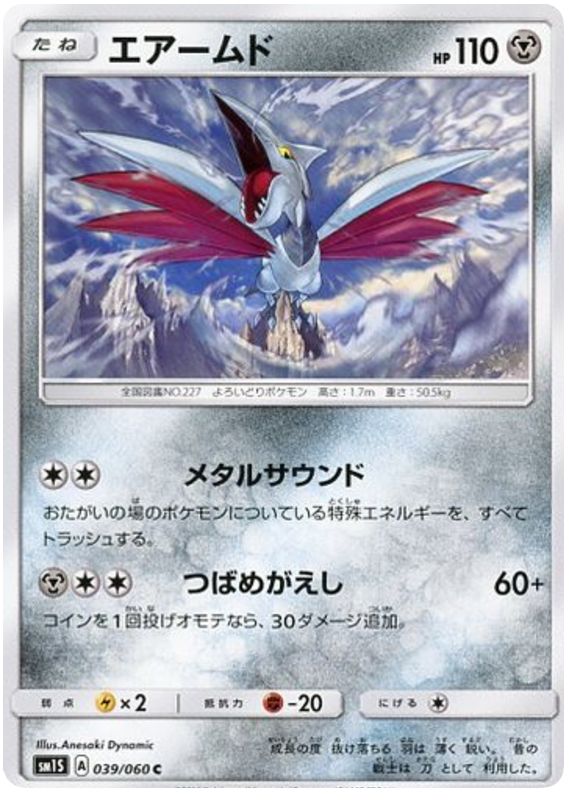 たね エアームド HP 110
全国図鑑NO.227 よろいどりポケモン 高さ：1.7m 重さ：50.5kg
メタルサウンド
おたがいの場のポケモンについている特殊エネルギーを、すべて
トラッシュする。
つばめがえし 60+
コインを1回投げオモテなら、30ダメージ追加。
弱点 ×2 抵抗力 -20 にげる
Illus.Anesaki Dynamic
SM1S A 039/060 C
成長の度 抜け落ちる 羽は 薄く 鋭い。 昔の
戦士は 刀 として 利用した。